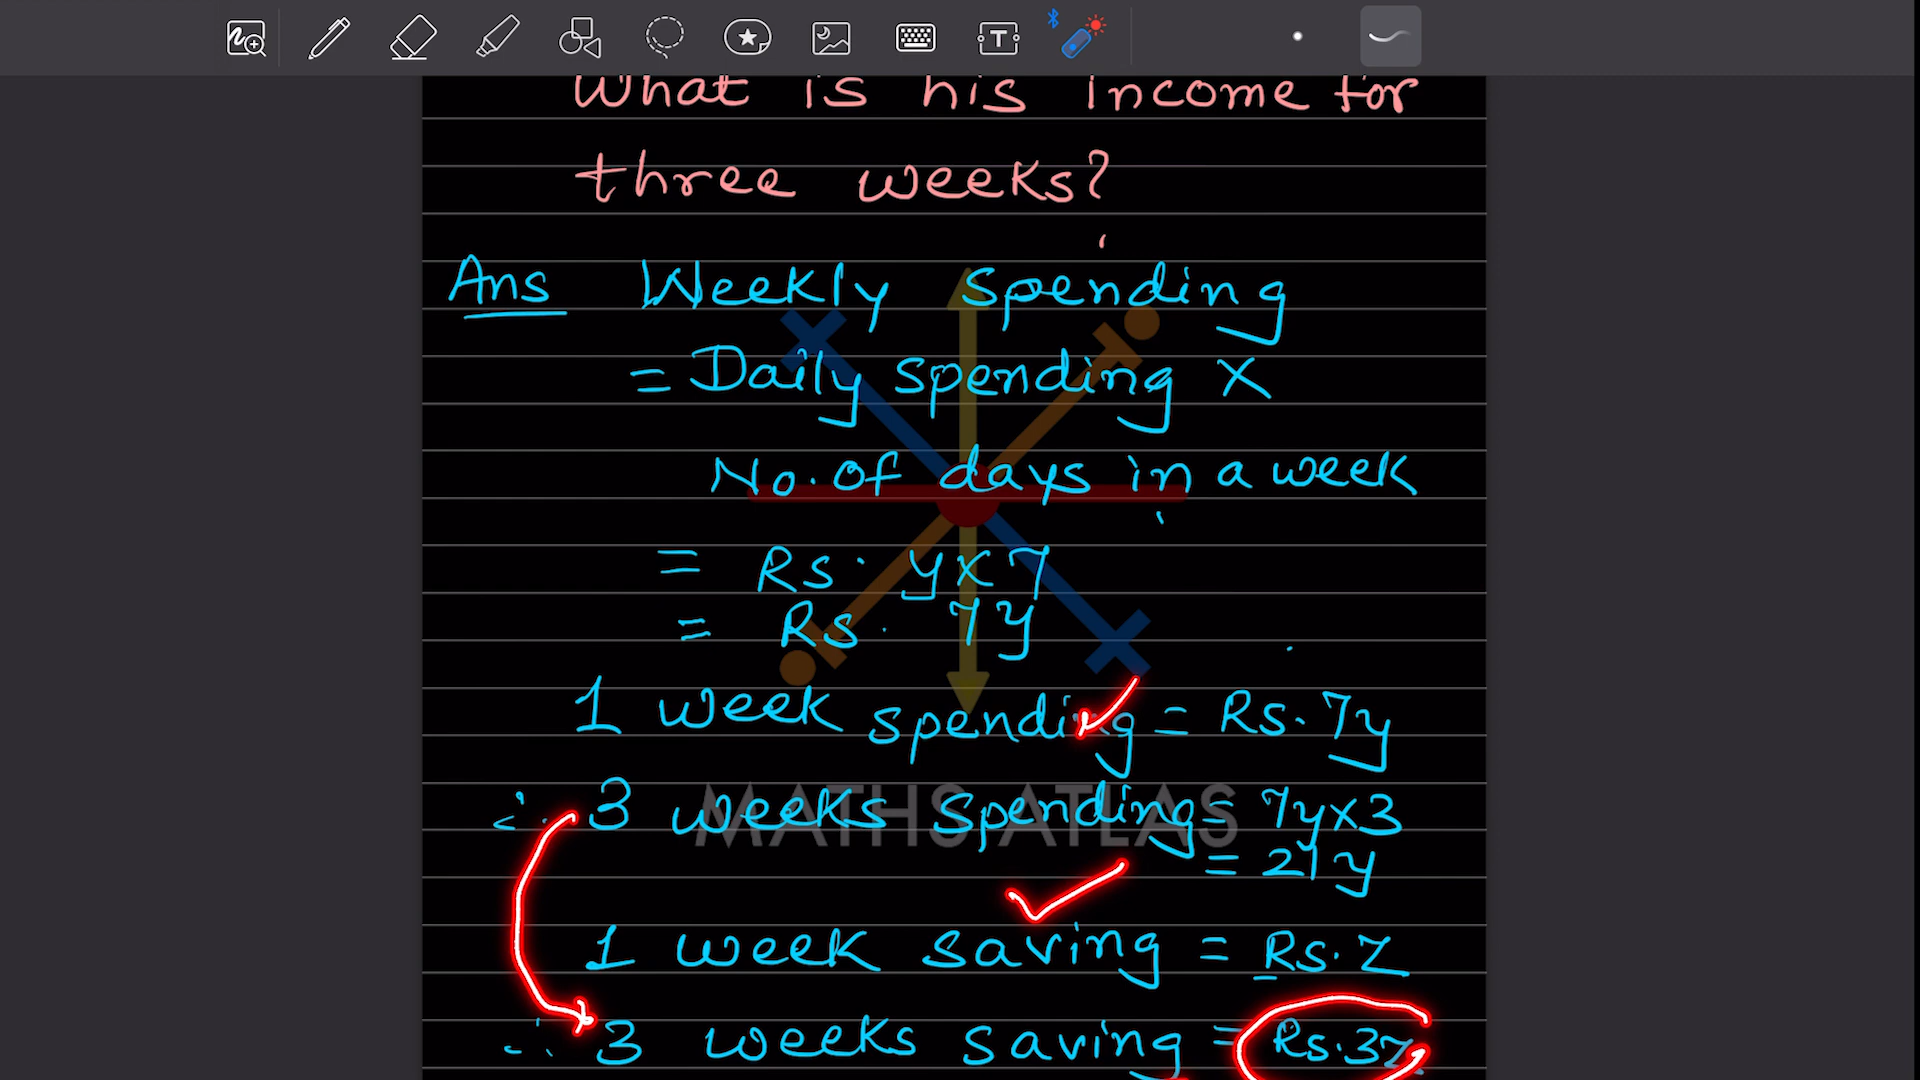 What is his income for
three weeks?
Ans Weekly spending
= Daily spending ×
No. of days in a week
= Rs. y×7
= Rs. 7y
1 week spending = Rs. 7y
∴ 3 weeks spending = 7y×3
= 21y
MATHS ATLAS
1 week saving = Rs. z
∴ 3 weeks saving = Rs. 3z